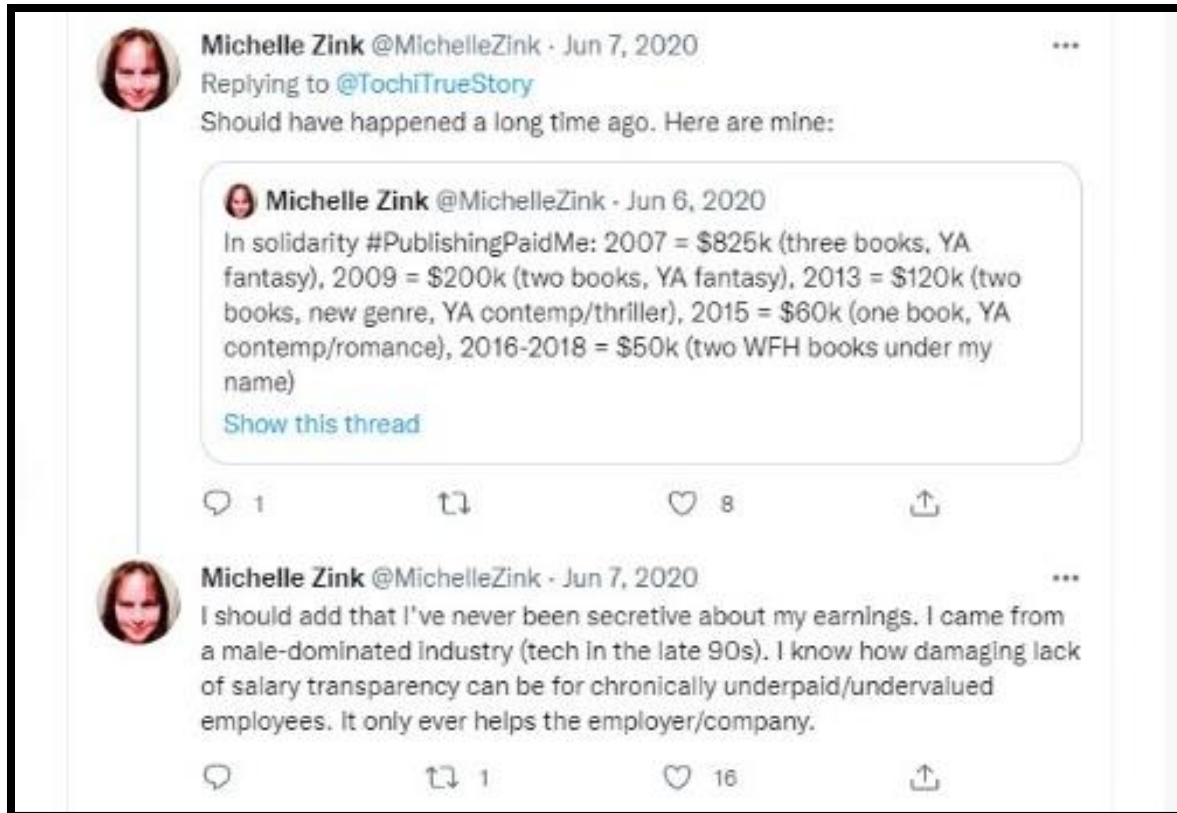 Michelle Zink @MichelleZink · Jun 7, 2020
Replying to @TochiTrueStory
Should have happened a long time ago. Here are mine:
Michelle Zink @MichelleZink · Jun 6, 2020
In solidarity #PublishingPaidMe: 2007 = $825k (three books, YA
fantasy), 2009 = $200k (two books, YA fantasy), 2013 = $120k (two
books, new genre, YA contemp/thriller), 2015 = $60k (one book, YA
contemp/romance), 2016-2018 = $50k (two WFH books under my
name)
Show this thread
1 8
Michelle Zink @MichelleZink · Jun 7, 2020
I should add that I've never been secretive about my earnings. I came from
a male-dominated industry (tech in the late 90s). I know how damaging lack
of salary transparency can be for chronically underpaid/undervalued
employees. It only ever helps the employer/company.
1 16